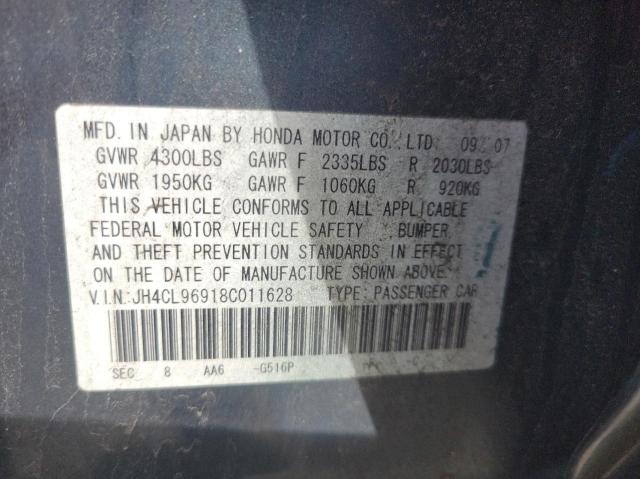 MFD. IN JAPAN BY HONDA MOTOR CO.,LTD. 09/07
GVWR 4300LBS GAWR F 2335LBS R 2030LBS
GVWR 1950KG GAWR F 1060KG R 920KG
THIS VEHICLE CONFORMS TO ALL APPLICABLE
FEDERAL MOTOR VEHICLE SAFETY , BUMPER
AND THEFT PREVENTION STANDARDS IN EFFECT
ON THE DATE OF MANUFACTURE SHOWN ABOVE.
V.I.N:JH4CL96918C011628 TYPE: PASSENGER CAR
SEC 8 AA6 -G516P